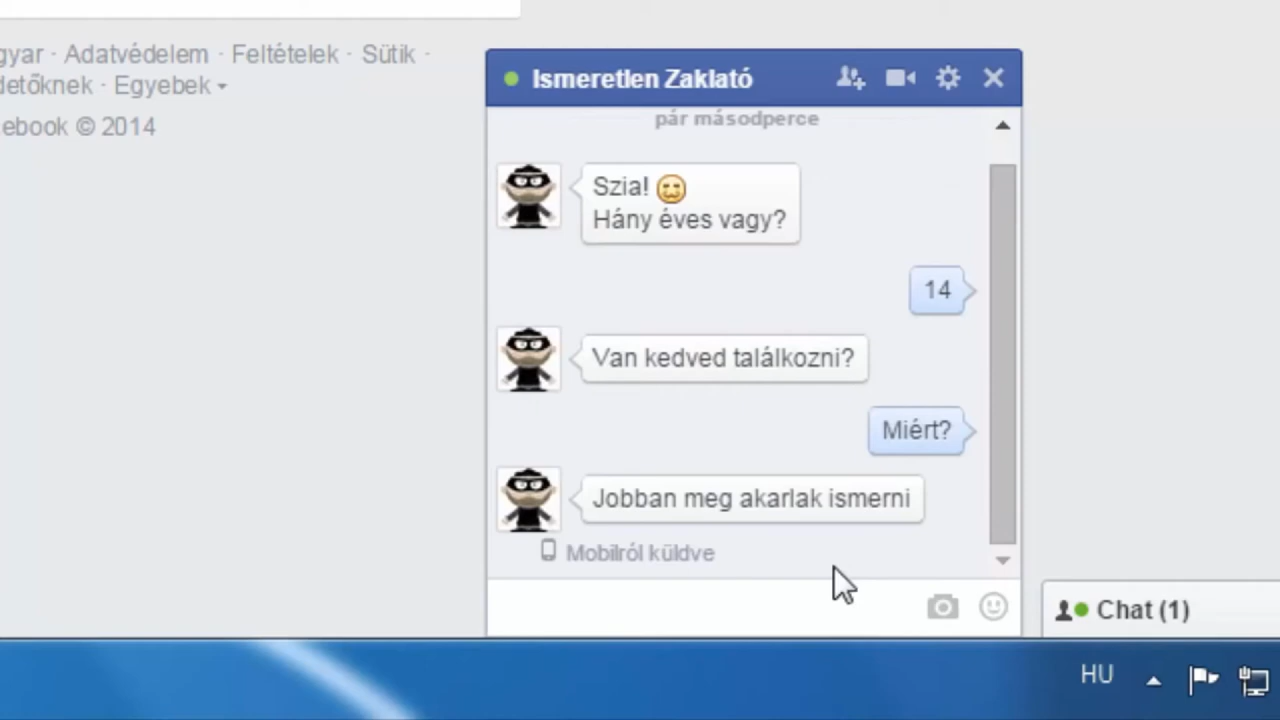 gyar · Adatvédelem · Feltételek · Sütik ·
detőknek · Egyebek
ebook © 2014
Ismeretlen Zaklató
pár másodperce
Szia!
Hány éves vagy?
14
Van kedved találkozni?
Miért?
Jobban meg akarlak ismerni
Mobilról küldve
Chat (1)
HU